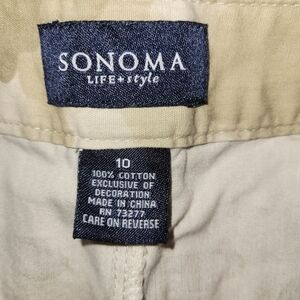 SONOMA
LIFE + style
10
100% COTTON
EXCLUSIVE OF
DECORATION
MADE IN CHINA
RN 73277
CARE ON REVERSE